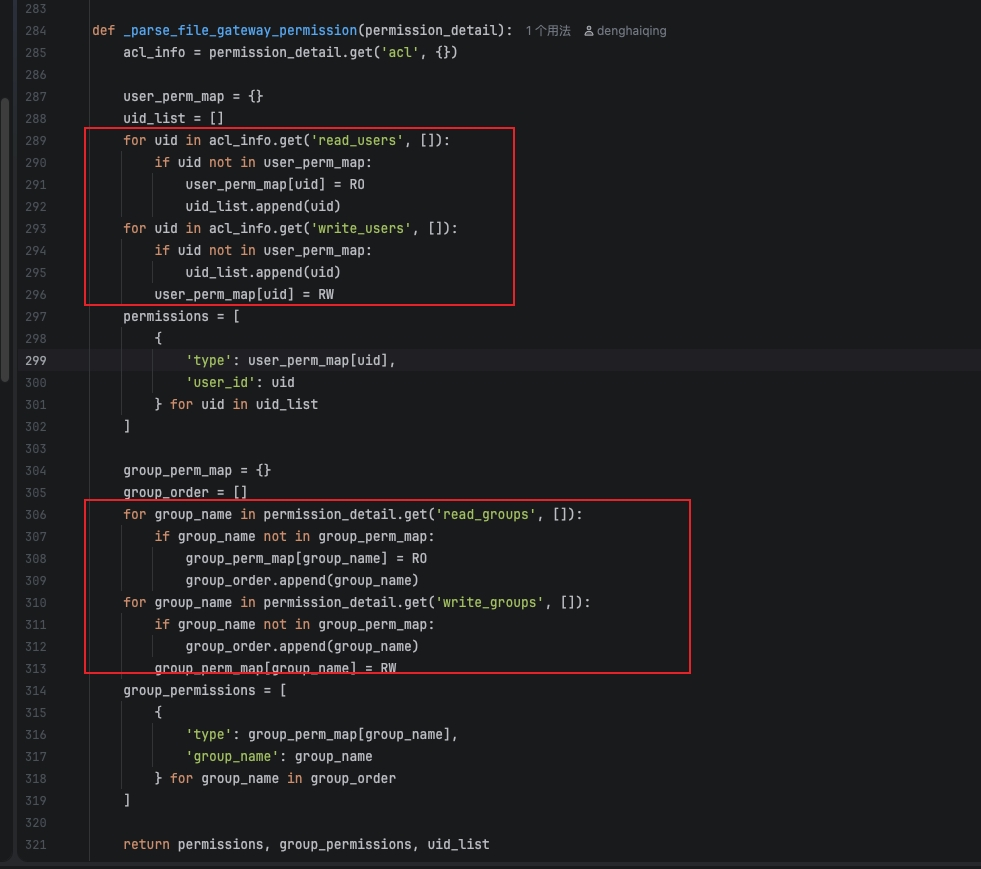 283
284 def _parse_file_gateway_permission(permission_detail): 1 个用法 denghaiqing
285     acl_info = permission_detail.get('acl', {})
286
287     user_perm_map = {}
288     uid_list = []
289     for uid in acl_info.get('read_users', []):
290         if uid not in user_perm_map:
291             user_perm_map[uid] = RO
292             uid_list.append(uid)
293     for uid in acl_info.get('write_users', []):
294         if uid not in user_perm_map:
295             uid_list.append(uid)
296         user_perm_map[uid] = RW
297     permissions = [
298         {
299             'type': user_perm_map[uid],
300             'user_id': uid
301         } for uid in uid_list
302     ]
303
304     group_perm_map = {}
305     group_order = []
306     for group_name in permission_detail.get('read_groups', []):
307         if group_name not in group_perm_map:
308             group_perm_map[group_name] = RO
309             group_order.append(group_name)
310     for group_name in permission_detail.get('write_groups', []):
311         if group_name not in group_perm_map:
312             group_order.append(group_name)
313         group_perm_map[group_name] = RW
314     group_permissions = [
315         {
316             'type': group_perm_map[group_name],
317             'group_name': group_name
318         } for group_name in group_order
319     ]
320
321     return permissions, group_permissions, uid_list